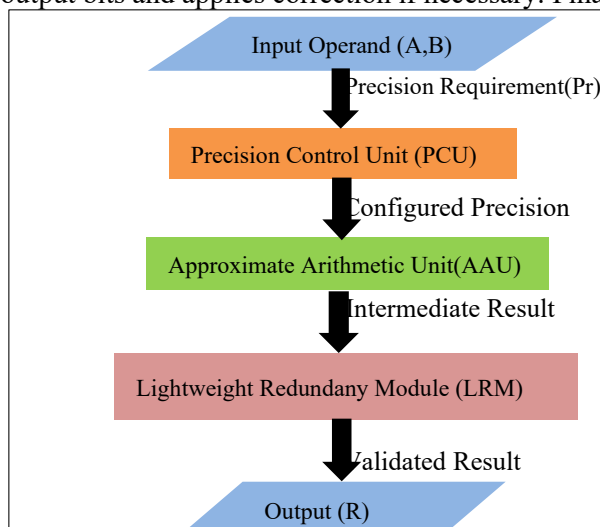 output bits and applies correction if necessary. Fina
Input Operand (A,B)
Precision Requirement(Pr)
Precision Control Unit (PCU)
Configured Precision
Approximate Arithmetic Unit(AAU)
Intermediate Result
Lightweight Redundany Module (LRM)
Validated Result
Output (R)